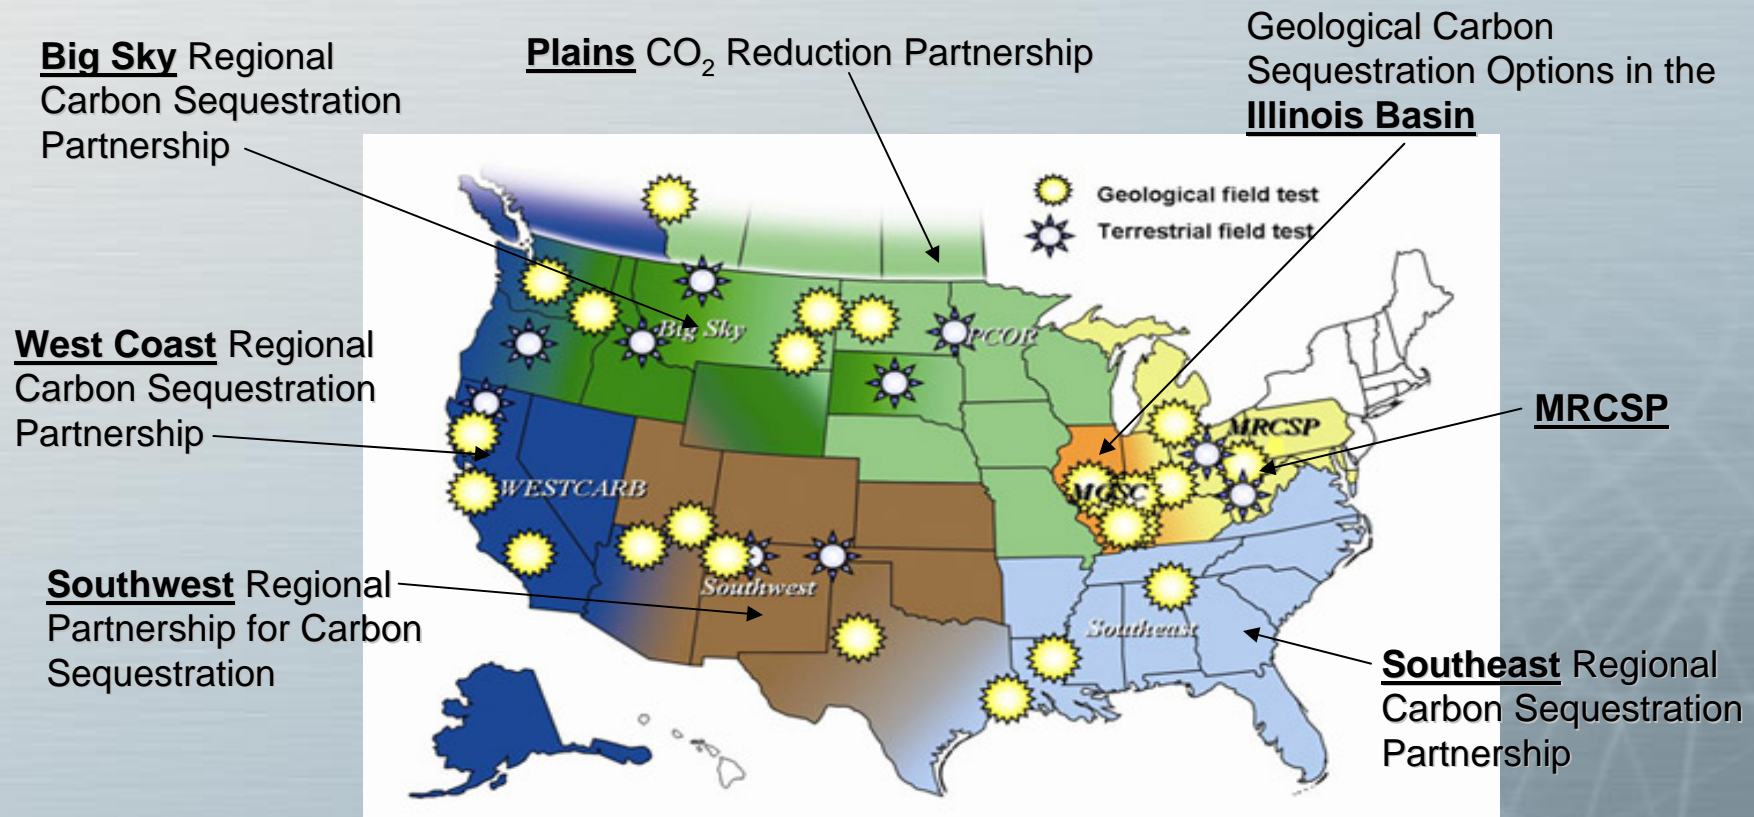 Big Sky Regional
Carbon Sequestration
Partnership
Plains CO₂ Reduction Partnership
Geological Carbon
Sequestration Options in the
Illinois Basin
Geological field test
Terrestrial field test
Big Sky
PCOR
West Coast Regional
Carbon Sequestration
Partnership
MRCSP
MRCSP
WESTCARB
MGSC
Southwest Regional
Partnership for Carbon
Sequestration
Southwest
Southeast
Southeast Regional
Carbon Sequestration
Partnership